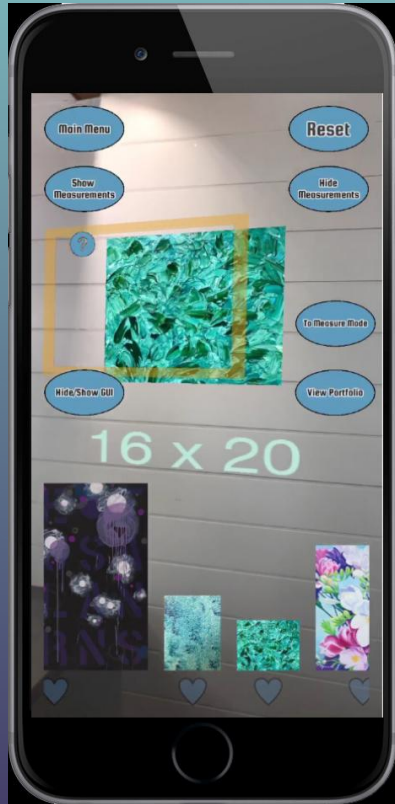 Main Menu
Reset
Show
Measurements
Hide
Measurements
?
To Measure Mode
Hide/Show GUI
View Portfolio
16 x 20